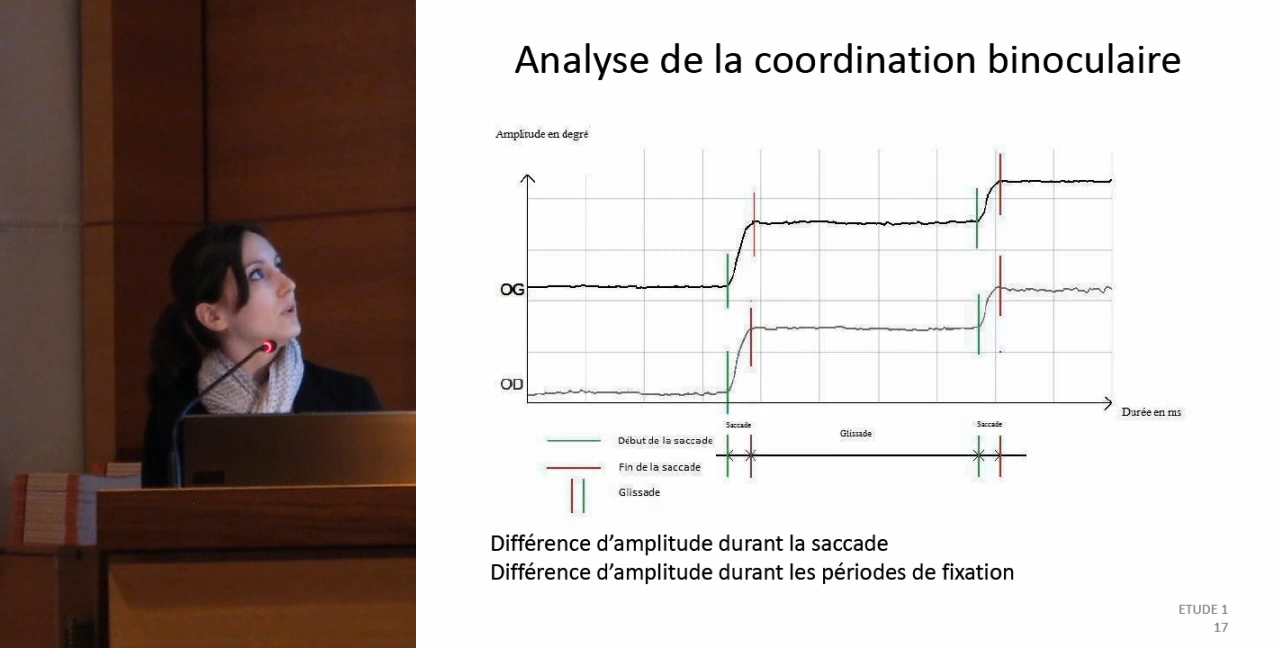 Analyse de la coordination binoculaire
Amplitude en degré
OG
OD
Durée en ms
Saccade
Glissade
Saccade
Début de la saccade
Fin de la saccade
Glissade
Différence d’amplitude durant la saccade
Différence d’amplitude durant les périodes de fixation
ETUDE 1
17